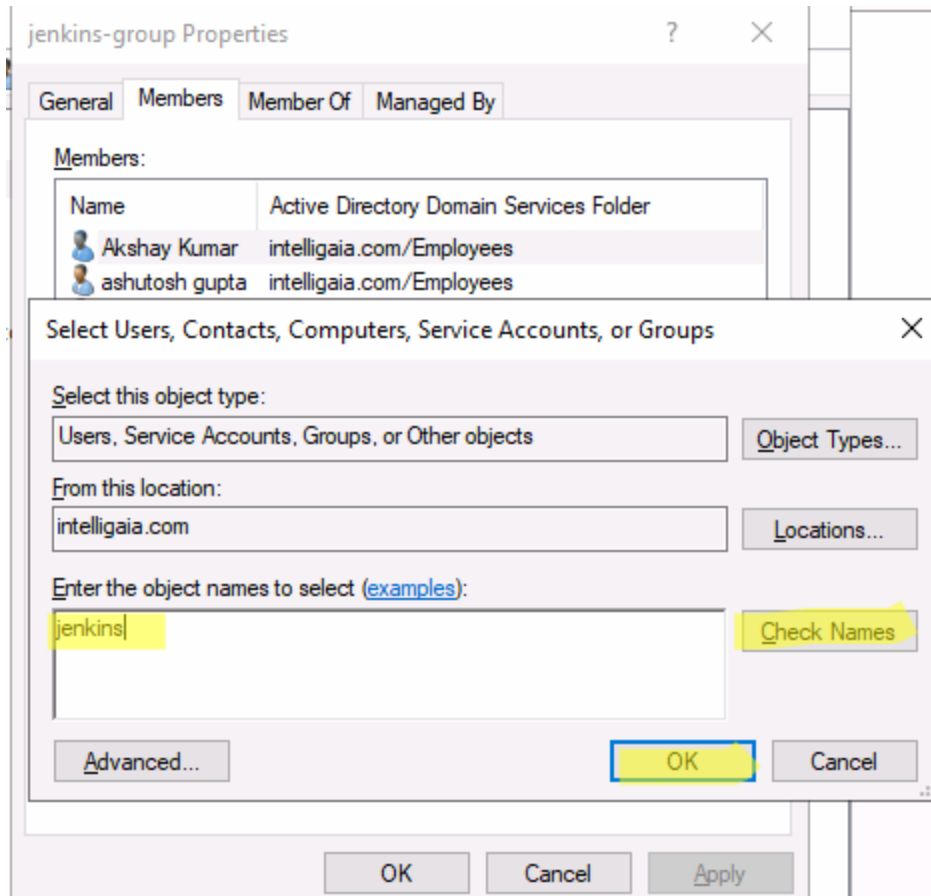 jenkins-group Properties ?
General Members Member Of Managed By
Members:
Name Active Directory Domain Services Folder
Akshay Kumar intelligaia.com/Employees
ashutosh gupta intelligaia.com/Employees
Select Users, Contacts, Computers, Service Accounts, or Groups
Select this object type:
Users, Service Accounts, Groups, or Other objects Object Types...
From this location:
intelligaia.com Locations...
Enter the object names to select (examples):
jenkins Check Names
Advanced... OK Cancel
OK Cancel Apply